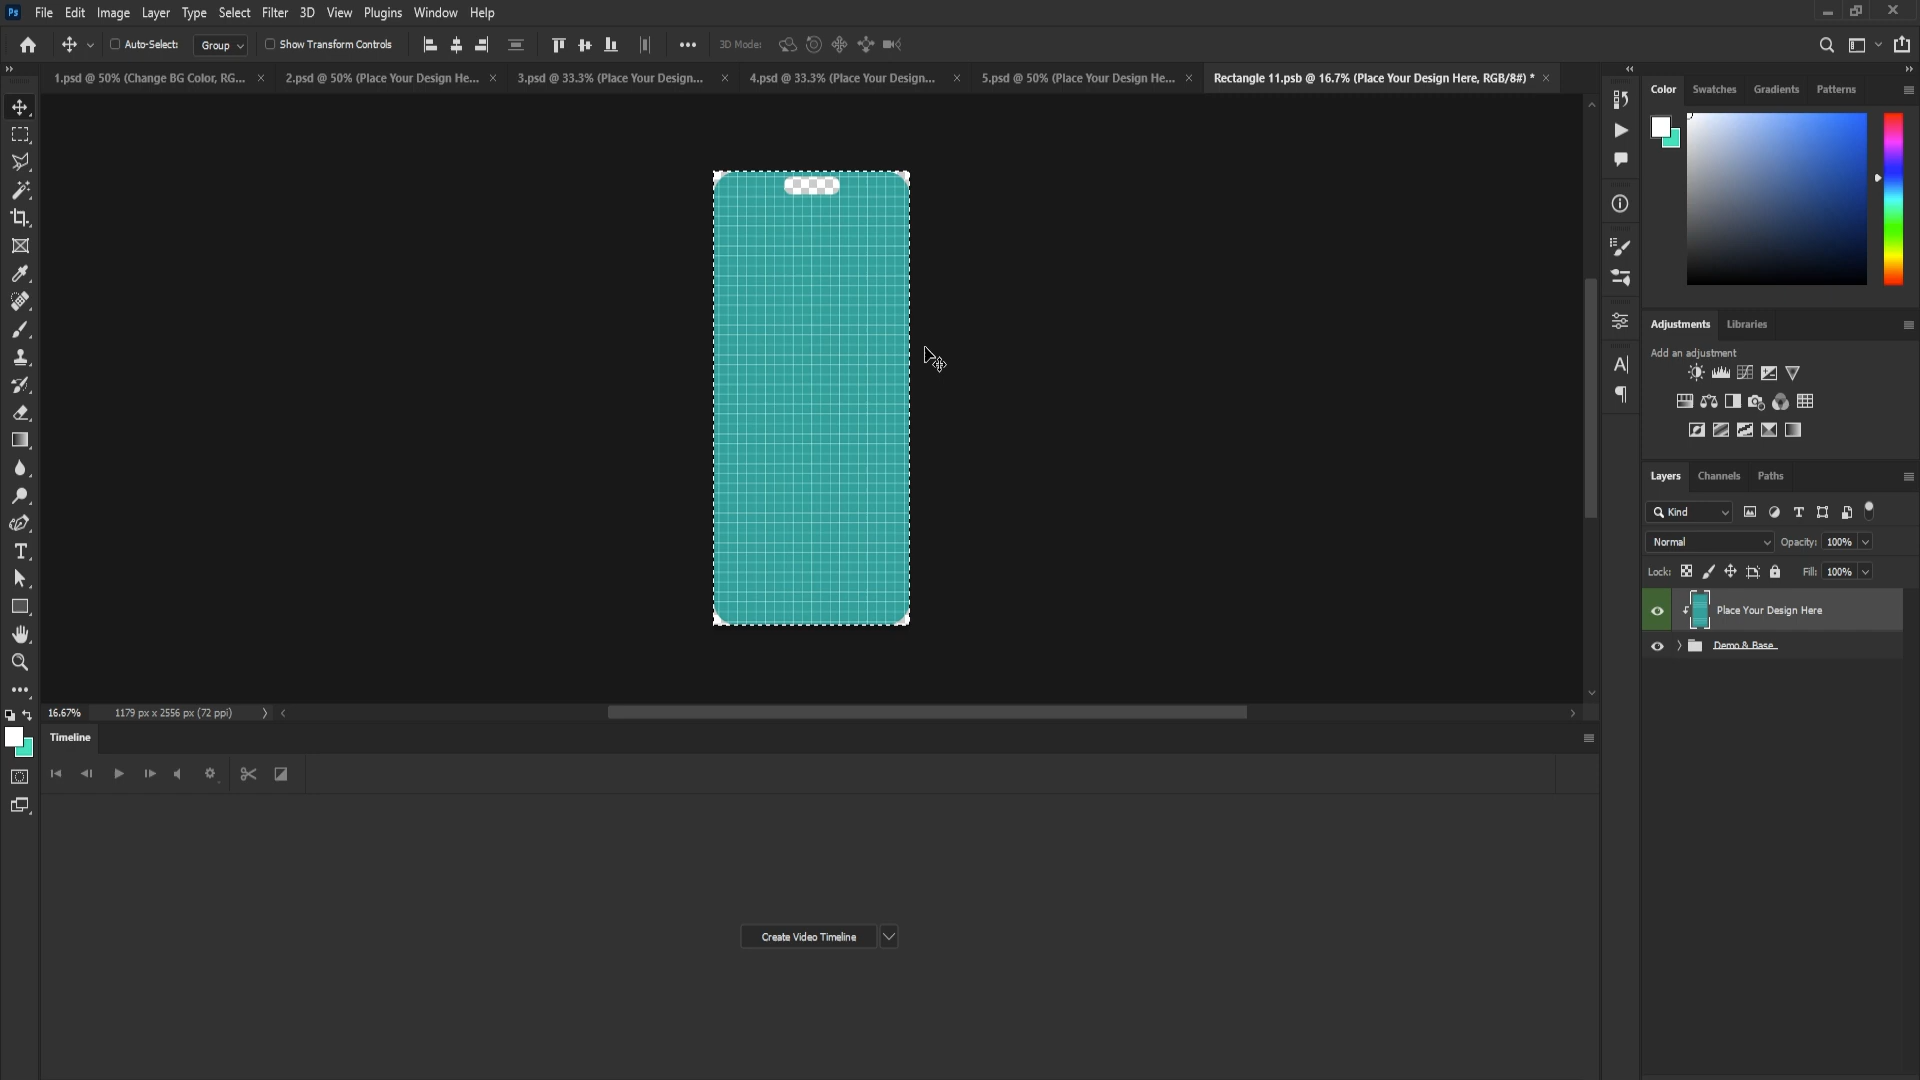 Ps File Edit Image Layer Type Select Filter 3D View Plugins Window Help
Auto-Select: Group Show Transform Controls 3D Mode:
1.psd @ 50% (Change BG Color, RG... × 2.psd @ 50% (Place Your Design He... × 3.psd @ 33.3% (Place Your Design... × 4.psd @ 33.3% (Place Your Design... × 5.psd @ 50% (Place Your Design He... × Rectangle 11.psb @ 16.7% (Place Your Design Here, RGB/8#) * ×
Color Swatches Gradients Patterns
Adjustments Libraries
Add an adjustment
Layers Channels Paths
Kind
Normal Opacity: 100%
Lock: Fill: 100%
Place Your Design Here
Demo & Base
16.67% 1179 px x 2556 px (72 ppi)
Timeline
Create Video Timeline